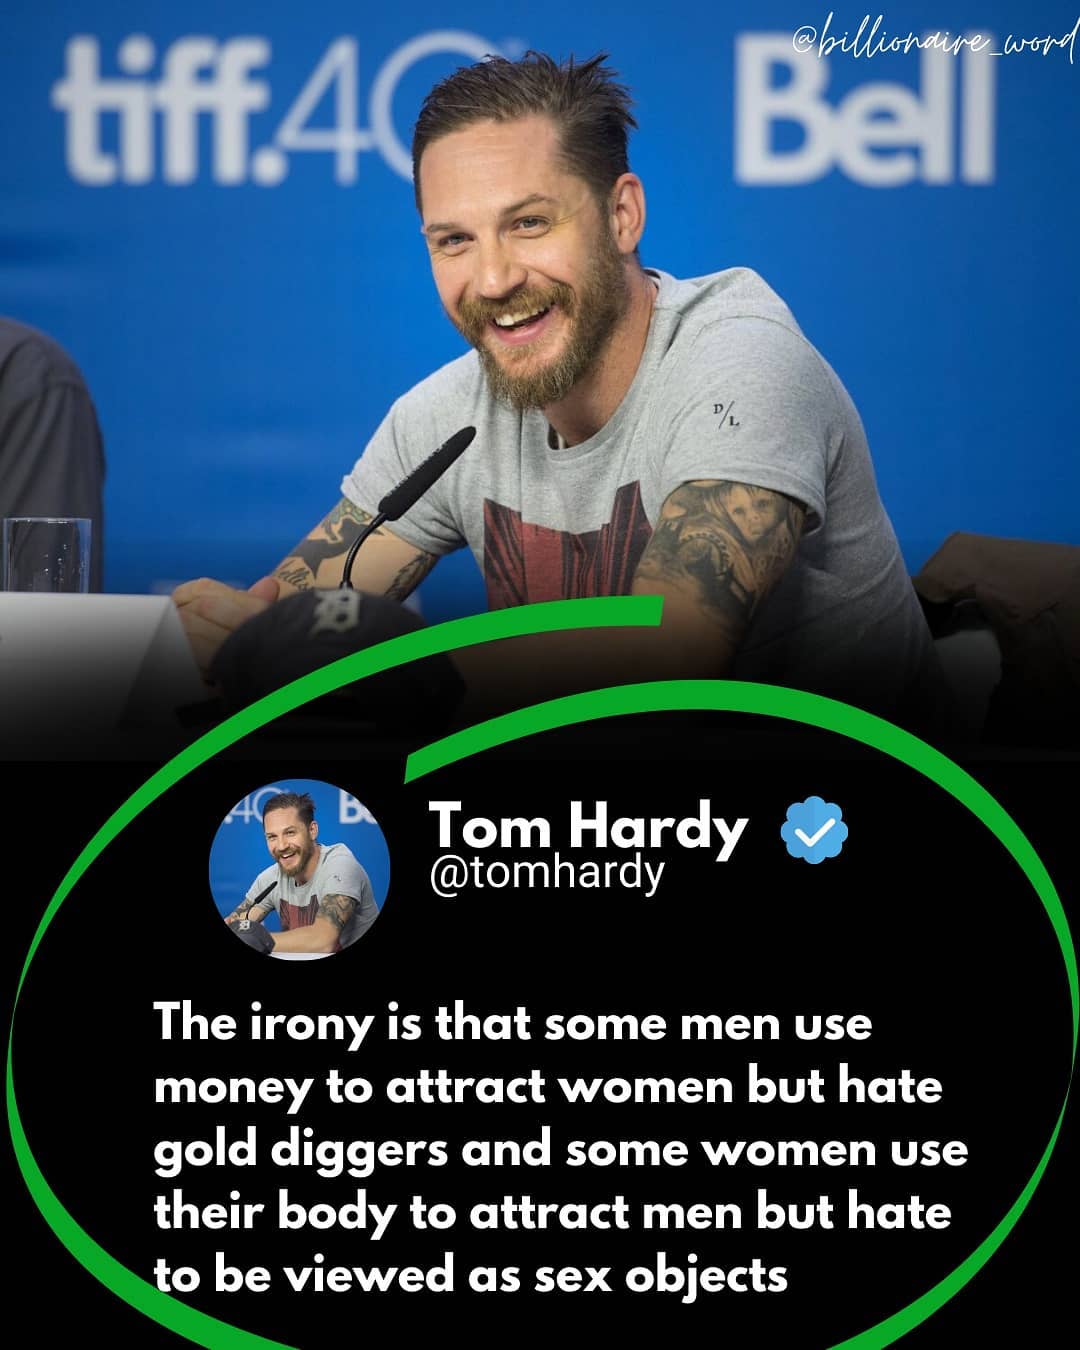 @billionaire_word
tiff.40
Bell
D/L
Tom Hardy
@tomhardy
The irony is that some men use
money to attract women but hate
gold diggers and some women use
their body to attract men but hate
to be viewed as sex objects